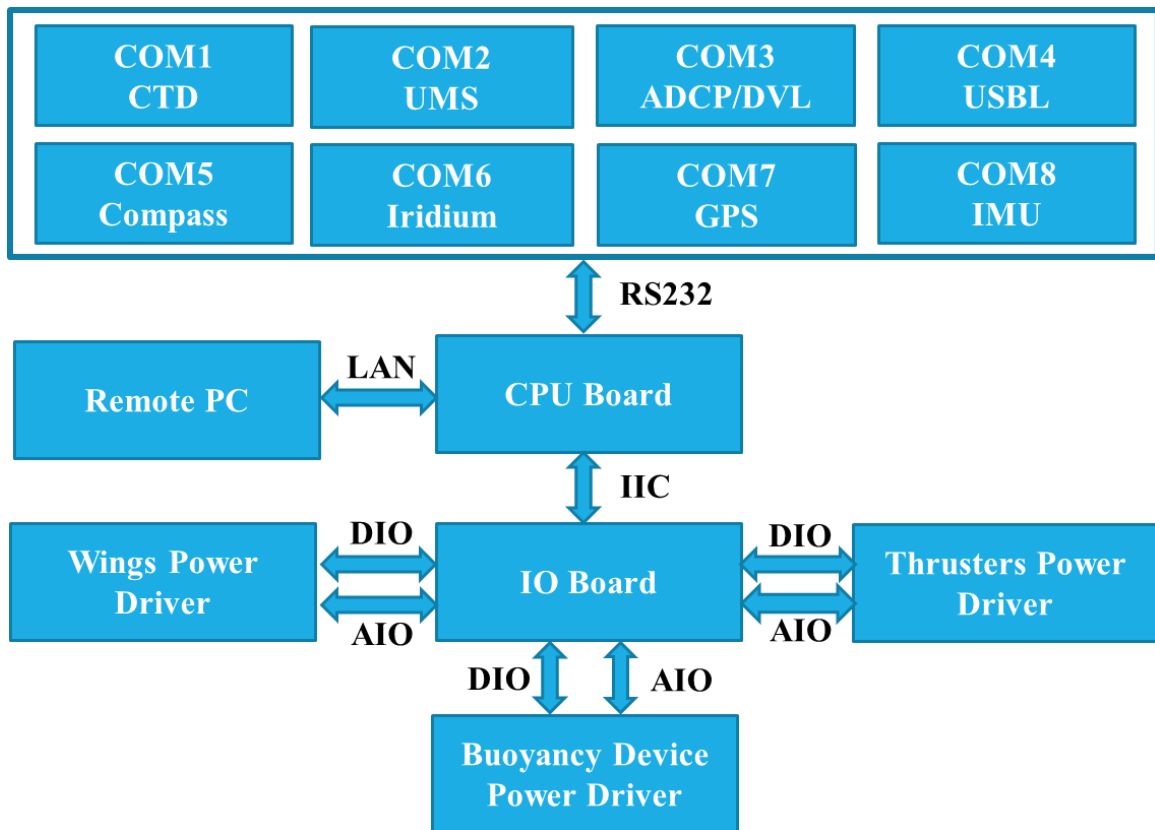 COM1
CTD
COM2
UMS
COM3
ADCP/DVL
COM4
USBL
COM5
Compass
COM6
Iridium
COM7
GPS
COM8
IMU
RS232
Remote PC
LAN
CPU Board
IIC
Wings Power
Driver
DIO
AIO
IO Board
DIO
AIO
Thrusters Power
Driver
DIO
AIO
Buoyancy Device
Power Driver